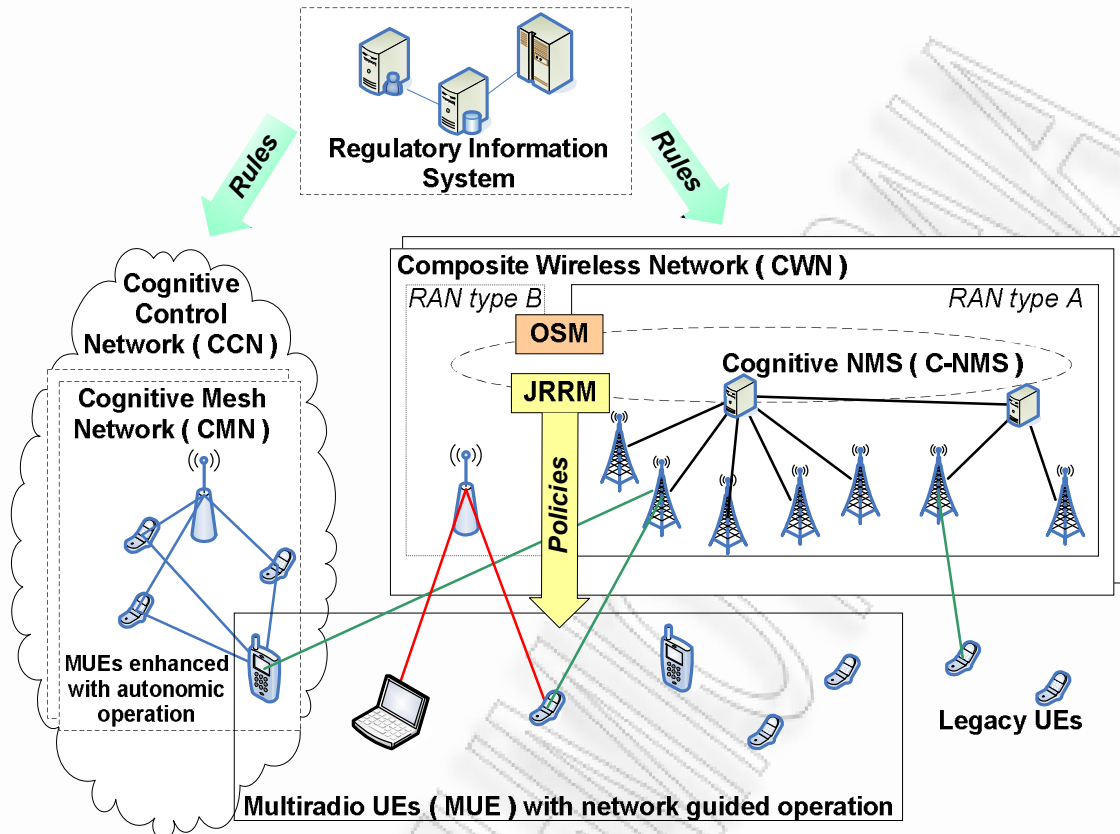 Regulatory Information
System
Rules
Rules
Cognitive
Control
Network ( CCN )
Cognitive Mesh
Network ( CMN )
MUEs enhanced
with autonomic
operation
Composite Wireless Network ( CWN )
RAN type B
RAN type A
OSM
Cognitive NMS ( C-NMS )
JRRM
Policies
Legacy UEs
Multiradio UEs ( MUE ) with network guided operation